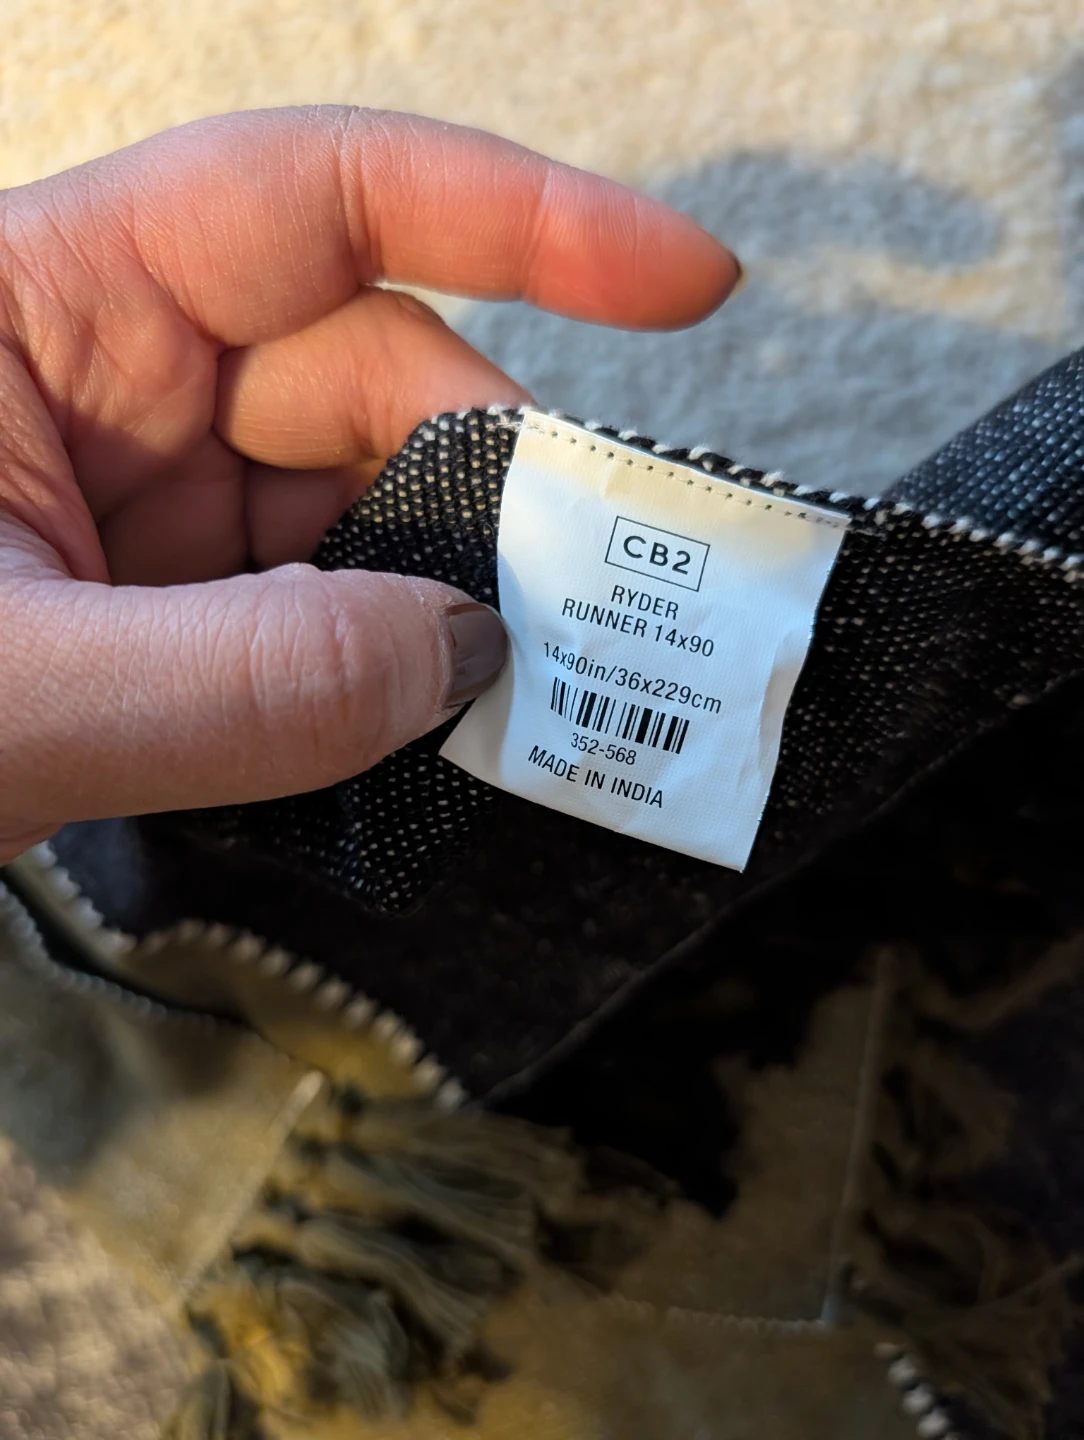 CB2
RYDER
RUNNER 14x90
14x90in/36x229cm
352-568
MADE IN INDIA